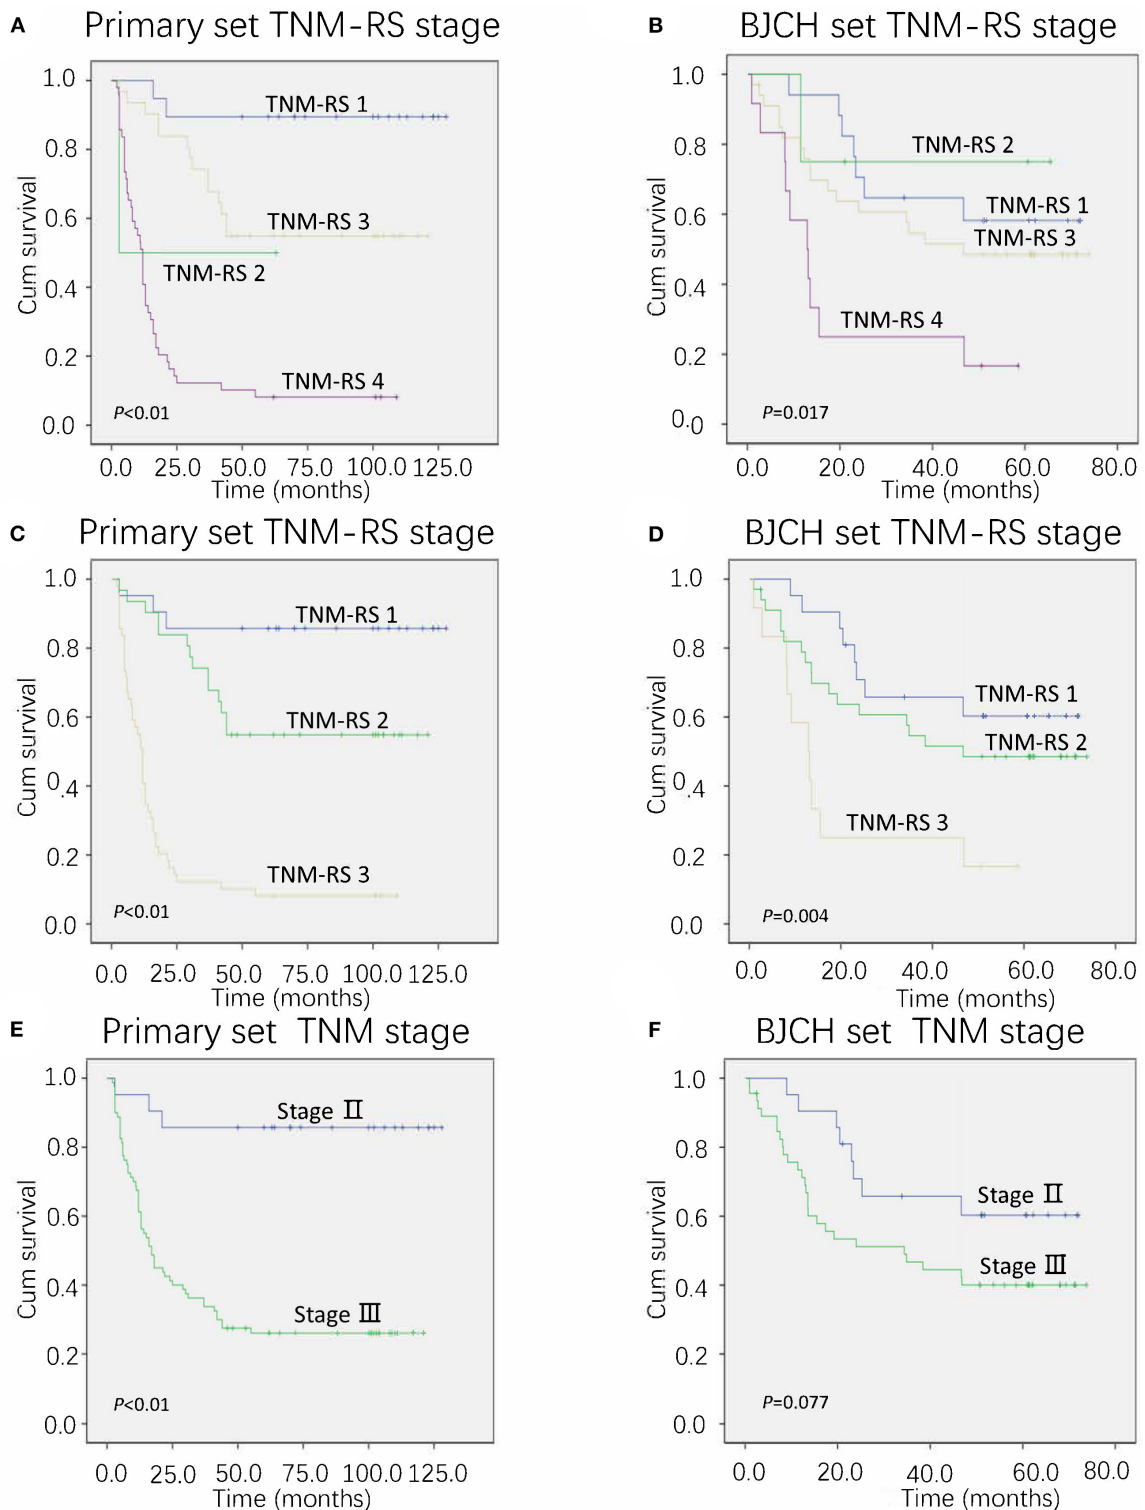 A
Primary set TNM-RS stage
1.0
0.8
0.6
0.4
0.2
0.0
Cum survival
TNM-RS 1
TNM-RS 3
TNM-RS 2
TNM-RS 4
P<0.01
0.0 25.0 50.0 75.0 100.0 125.0
Time (months)
B
BJCH set TNM-RS stage
1.0
0.8
0.6
0.4
0.2
0.0
Cum survival
TNM-RS 2
TNM-RS 1
TNM-RS 3
TNM-RS 4
P=0.017
0.0 20.0 40.0 60.0 80.0
Time (months)
C
Primary set TNM-RS stage
1.0
0.8
0.6
0.4
0.2
0.0
Cum survival
TNM-RS 1
TNM-RS 2
TNM-RS 3
P<0.01
0.0 25.0 50.0 75.0 100.0 125.0
Time (months)
D
BJCH set TNM-RS stage
1.0
0.8
0.6
0.4
0.2
0.0
Cum survival
TNM-RS 1
TNM-RS 2
TNM-RS 3
P=0.004
0.0 20.0 40.0 60.0 80.0
Time (months)
E
Primary set TNM stage
1.0
0.8
0.6
0.4
0.2
0.0
Cum survival
Stage Ⅱ
Stage Ⅲ
P<0.01
0.0 25.0 50.0 75.0 100.0 125.0
Time (months)
F
BJCH set TNM stage
1.0
0.8
0.6
0.4
0.2
0.0
Cum survival
Stage Ⅱ
Stage Ⅲ
P=0.077
0.0 20.0 40.0 60.0 80.0
Time (months)